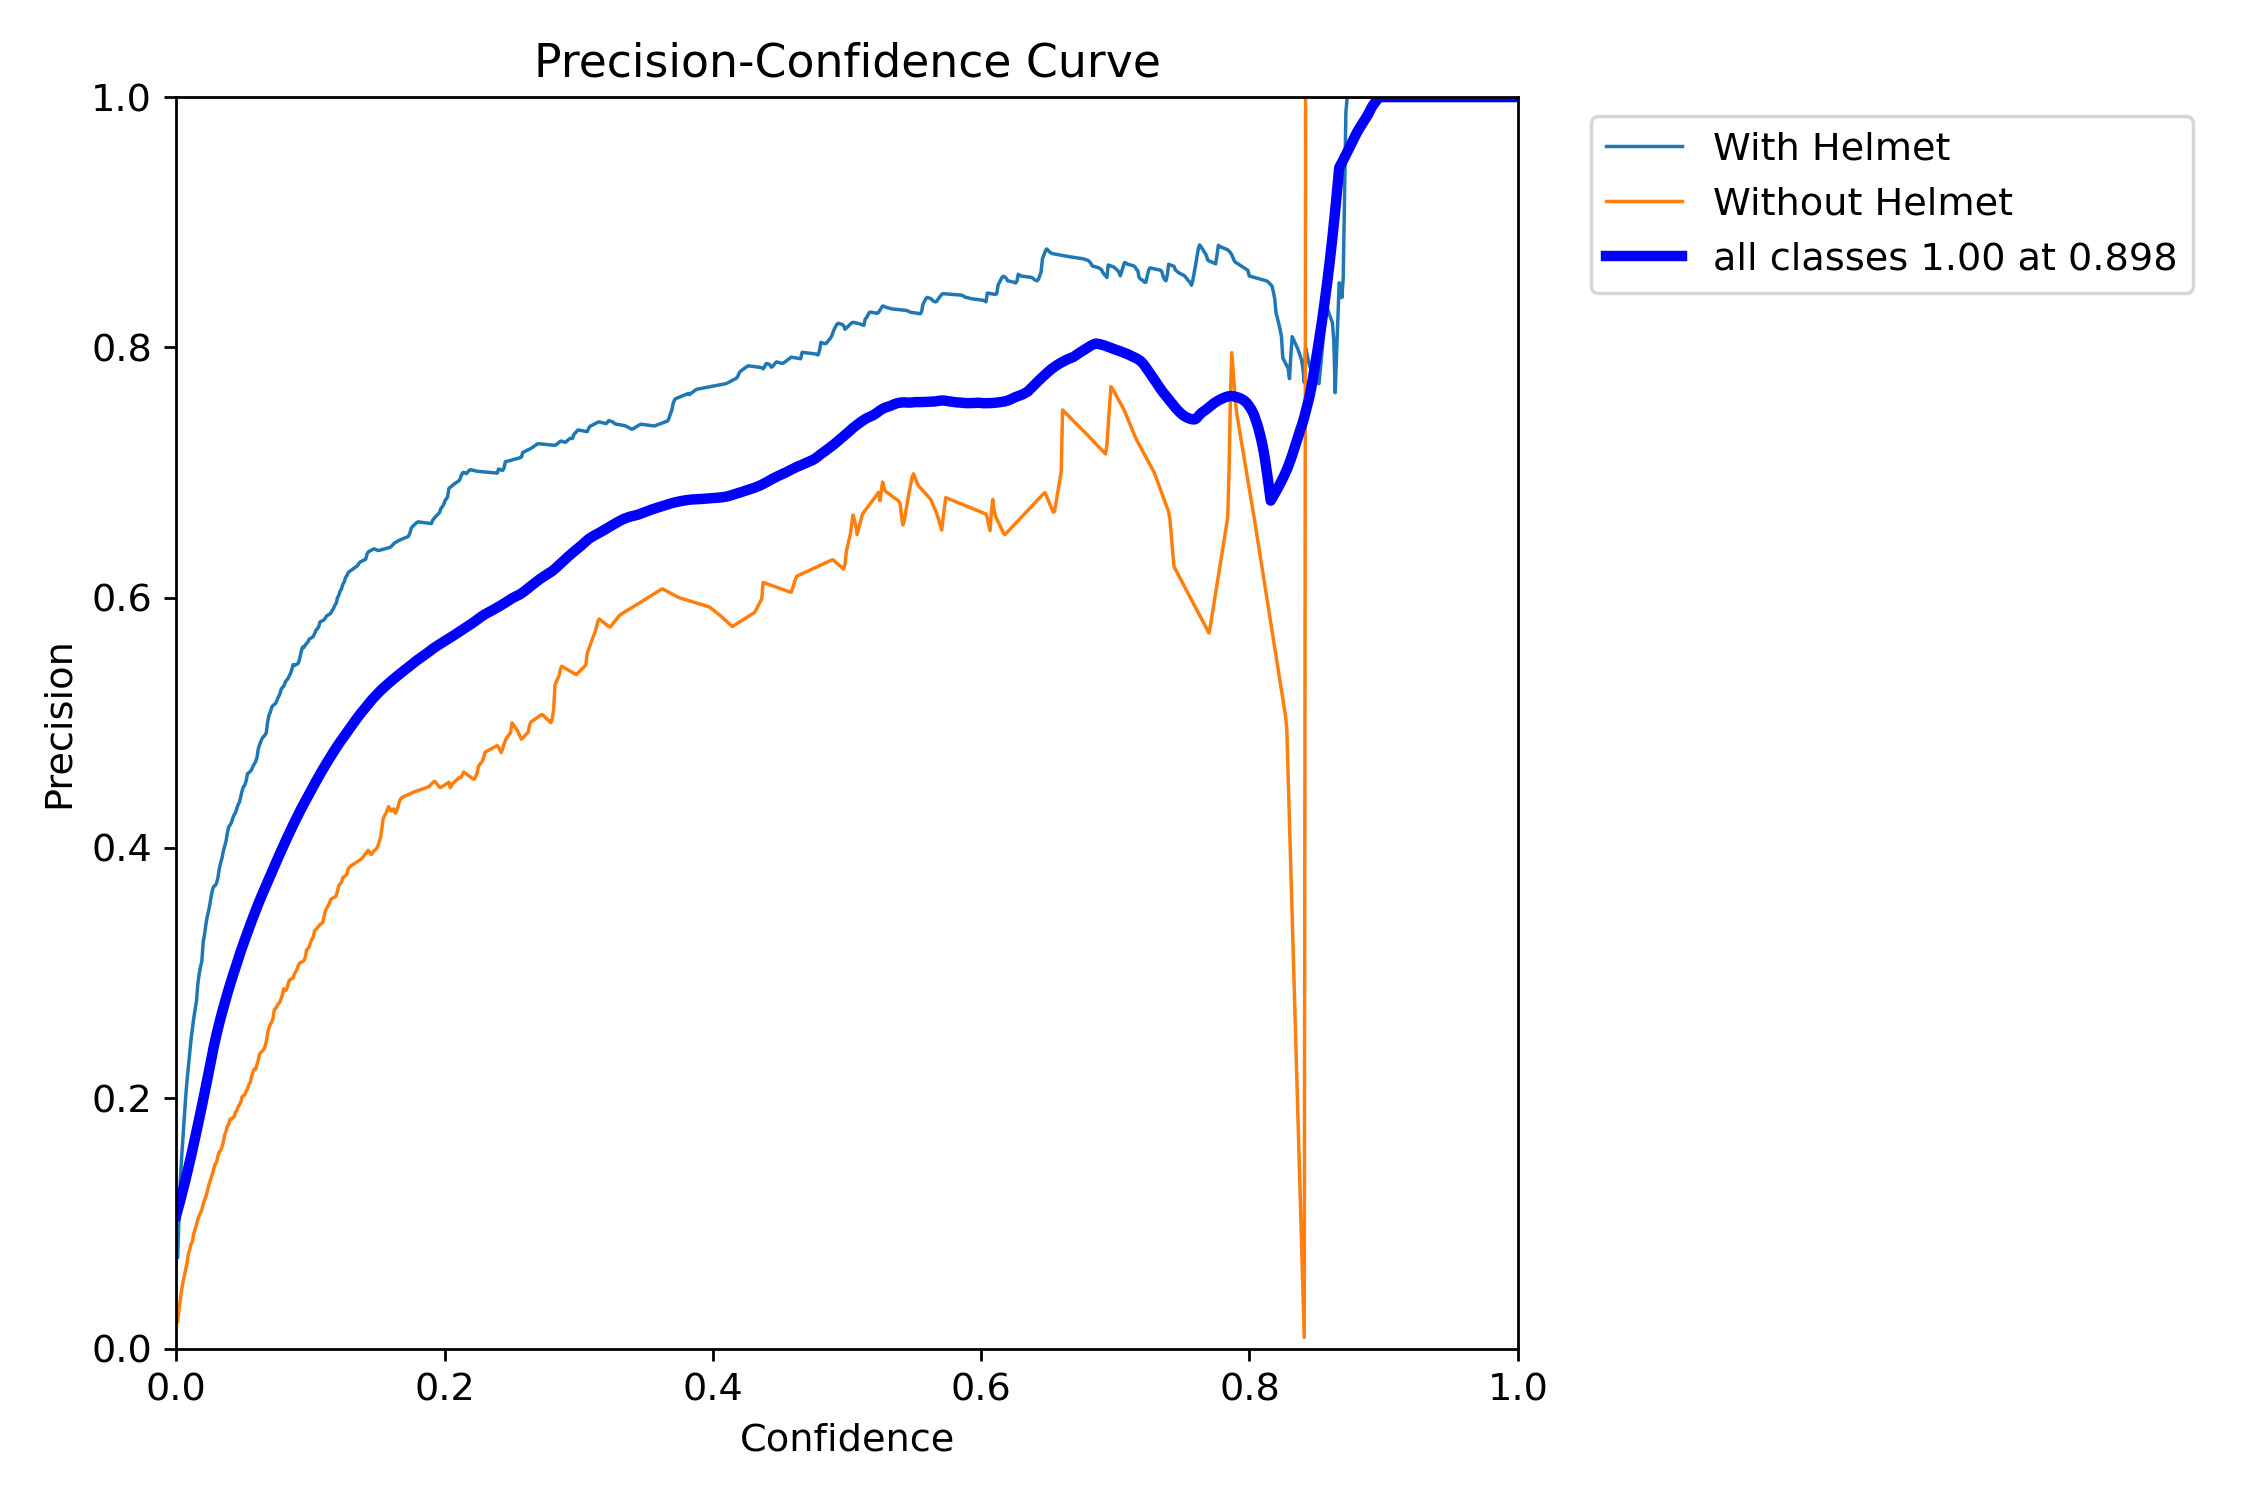 Precision-Confidence Curve
1.0
0.8
0.6
0.4
0.2
0.0
Precision
0.0 0.2 0.4 0.6 0.8 1.0
Confidence
With Helmet
Without Helmet
all classes 1.00 at 0.898